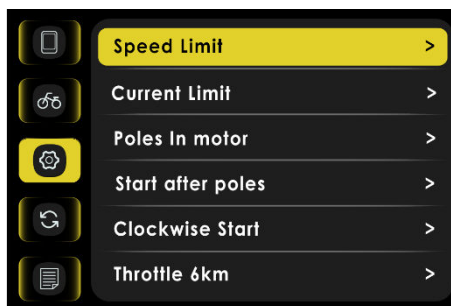 Speed Limit >
Current Limit >
Poles In motor >
Start after poles >
Clockwise Start >
Throttle 6km >